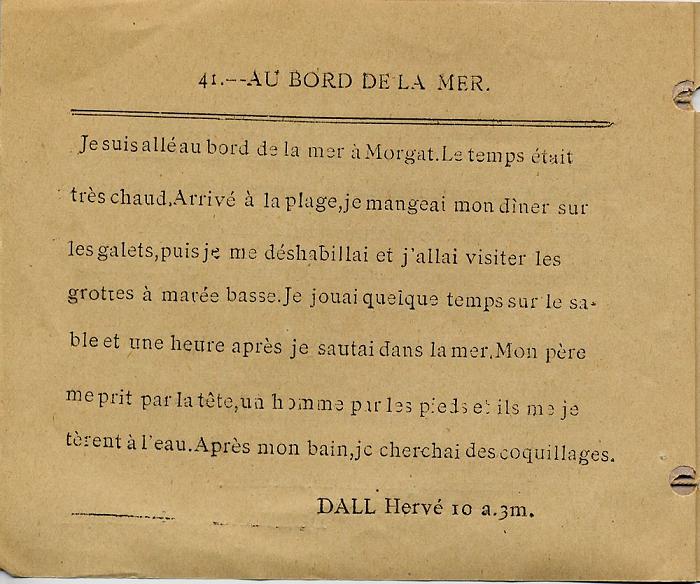 41.--AU BORD DE LA MER.
Je suis allé au bord de la mer à Morgat. Le temps était
très chaud. Arrivé à la plage, je mangeai mon dîner sur
les galets, puis je me déshabillai et j'allai visiter les
grottes à marée basse. Je jouai quelque temps sur le sa-
ble et une heure après je sautai dans la mer. Mon père
me prit par la tête, un homme par les pieds et ils me je
tèrent à l'eau. Après mon bain, je cherchai des coquillages.
DALL Hervé 10 a.3m.